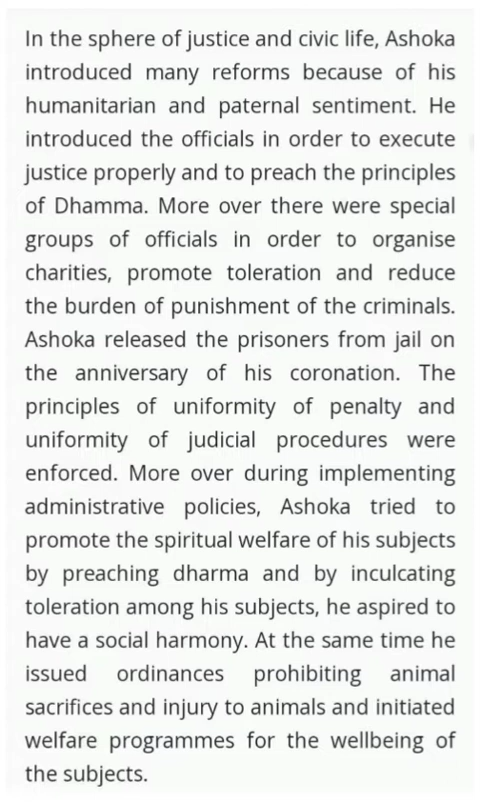 In the sphere of justice and civic life, Ashoka
introduced many reforms because of his
humanitarian and paternal sentiment. He
introduced the officials in order to execute
justice properly and to preach the principles
of Dhamma. More over there were special
groups of officials in order to organise
charities, promote toleration and reduce
the burden of punishment of the criminals.
Ashoka released the prisoners from jail on
the anniversary of his coronation. The
principles of uniformity of penalty and
uniformity of judicial procedures were
enforced. More over during implementing
administrative policies, Ashoka tried to
promote the spiritual welfare of his subjects
by preaching dharma and by inculcating
toleration among his subjects, he aspired to
have a social harmony. At the same time he
issued ordinances prohibiting animal
sacrifices and injury to animals and initiated
welfare programmes for the wellbeing of
the subjects.